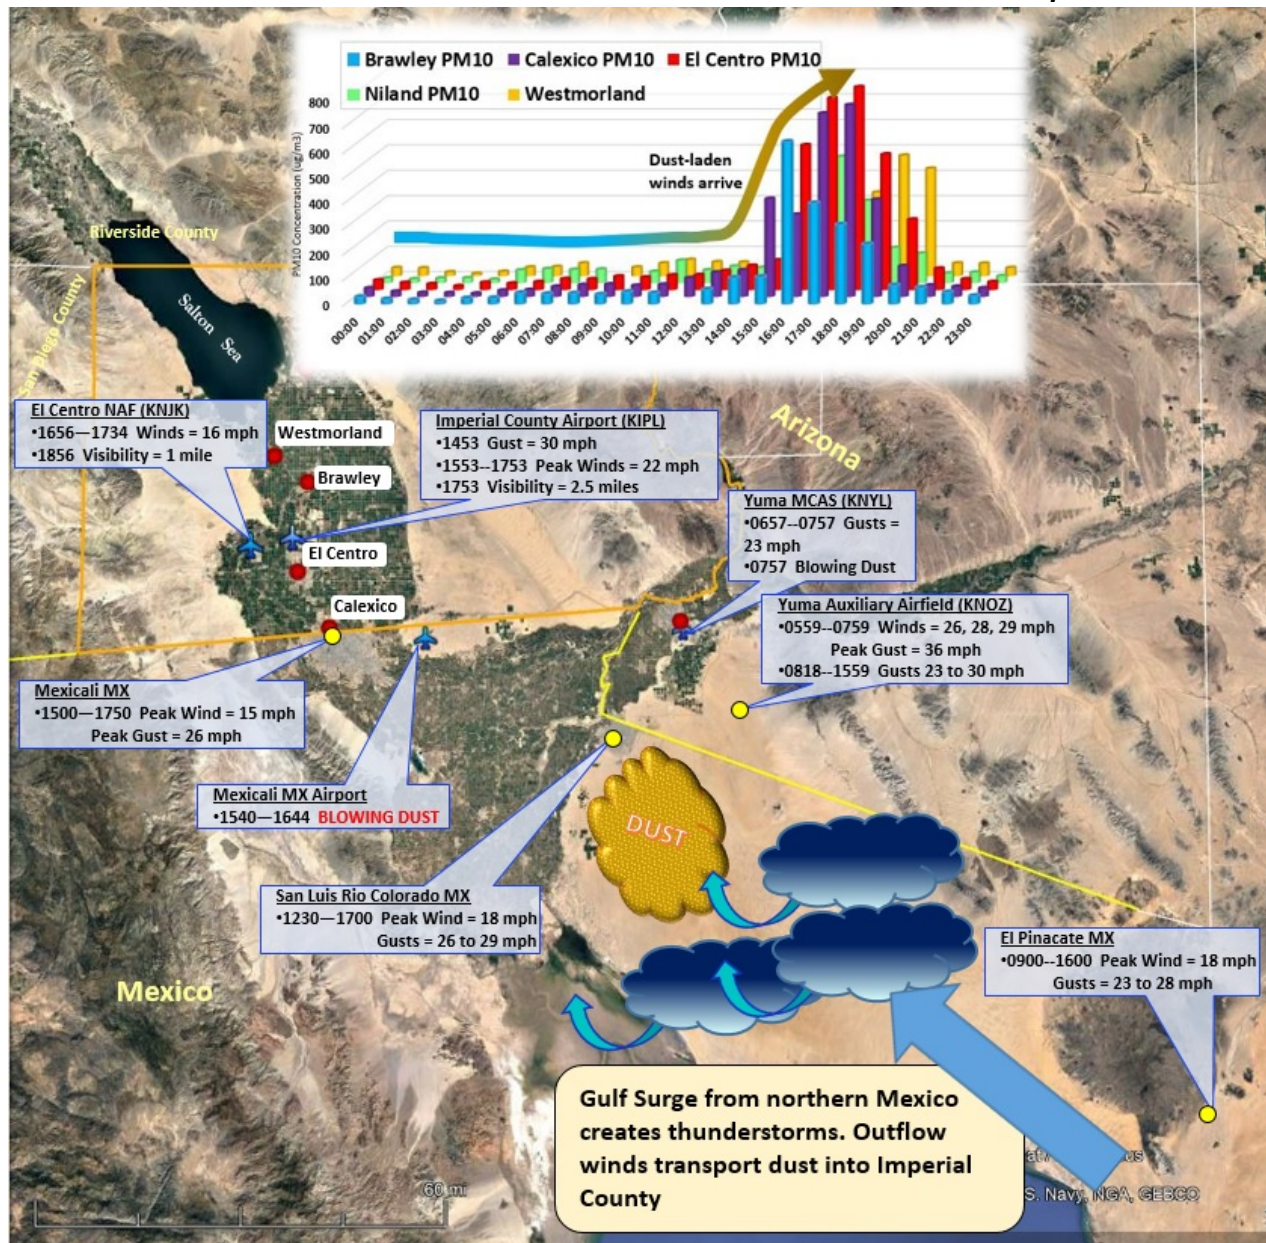 Brawley PM10 Calexico PM10 El Centro PM10
Niland PM10 Westmorland
PM10 Concentration (ug/m3)
800
700
600
500
400
300
200
100
0
Dust-laden
winds arrive
00:00 01:00 02:00 03:00 04:00 05:00 06:00 07:00 08:00 09:00 10:00 11:00 12:00 13:00 14:00 15:00 16:00 17:00 18:00 19:00 20:00 21:00 22:00 23:00
Riverside County
San Diego County
Salton Sea
Arizona
El Centro NAF (KNJK)
•1656—1734 Winds = 16 mph
•1856 Visibility = 1 mile
Westmorland
Brawley
El Centro
Calexico
Imperial County Airport (KIPL)
•1453 Gust = 30 mph
•1553--1753 Peak Winds = 22 mph
•1753 Visibility = 2.5 miles
Yuma MCAS (KNYL)
•0657--0757 Gusts =
23 mph
•0757 Blowing Dust
Yuma Auxiliary Airfield (KNOZ)
•0559--0759 Winds = 26, 28, 29 mph
Peak Gust = 36 mph
•0818--1559 Gusts 23 to 30 mph
Mexicali MX
•1500—1750 Peak Wind = 15 mph
Peak Gust = 26 mph
Mexicali MX Airport
•1540—1644 BLOWING DUST
DUST
San Luis Rio Colorado MX
•1230—1700 Peak Wind = 18 mph
Gusts = 26 to 29 mph
El Pinacate MX
•0900--1600 Peak Wind = 18 mph
Gusts = 23 to 28 mph
Mexico
Gulf Surge from northern Mexico
creates thunderstorms. Outflow
winds transport dust into Imperial
County
60 mi
S. Navy, NGA, GEBCO